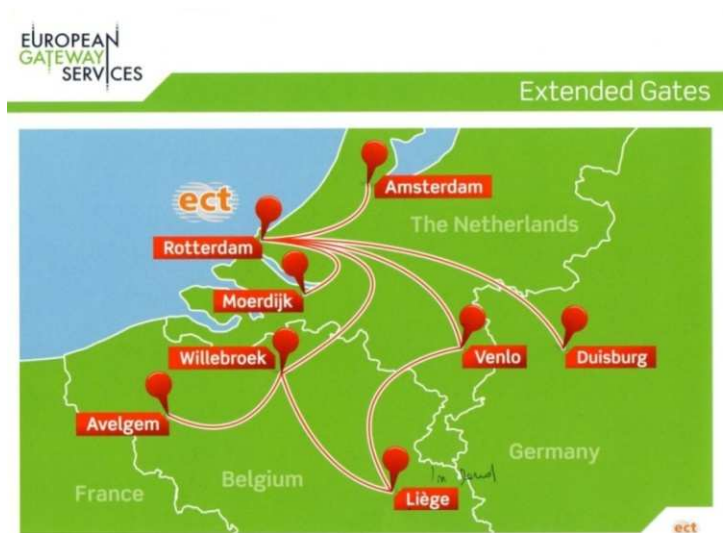 EUROPEAN
GATEWAY
SERVICES
Extended Gates
Amsterdam
ect
The Netherlands
Rotterdam
Moerdijk
Willebroek
Venlo
Duisburg
Avelgem
Germany
Belgium
France
Liège
ect